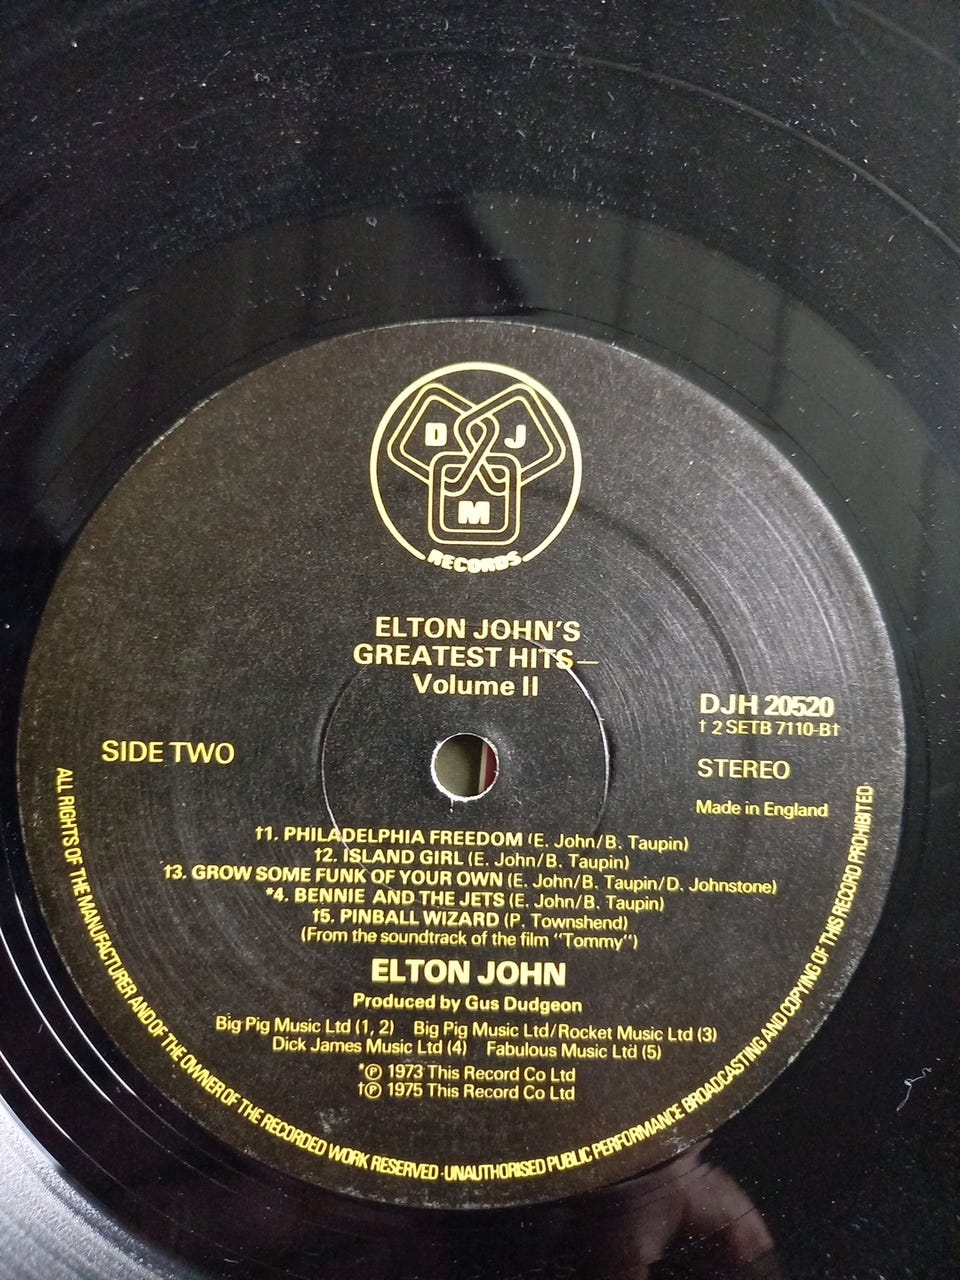 D J
M
RECORDS
ELTON JOHN'S
GREATEST HITS—
Volume II
DJH 20520
† 2 SETB 7110-B†
SIDE TWO
STEREO
Made in England
†1. PHILADELPHIA FREEDOM (E. John/B. Taupin)
†2. ISLAND GIRL (E. John/B. Taupin)
†3. GROW SOME FUNK OF YOUR OWN (E. John/B. Taupin/D. Johnstone)
*4. BENNIE AND THE JETS (E. John/B. Taupin)
†5. PINBALL WIZARD (P. Townshend)
(From the soundtrack of the film "Tommy")
ELTON JOHN
Produced by Gus Dudgeon
Big Pig Music Ltd (1, 2) Big Pig Music Ltd/Rocket Music Ltd (3)
Dick James Music Ltd (4) Fabulous Music Ltd (5)
*℗ 1973 This Record Co Ltd
†℗ 1975 This Record Co Ltd
ALL RIGHTS OF THE MANUFACTURER AND OF THE OWNER OF THE RECORDED WORK RESERVED · UNAUTHORISED PUBLIC PERFORMANCE BROADCASTING AND COPYING OF THIS RECORD PROHIBITED·